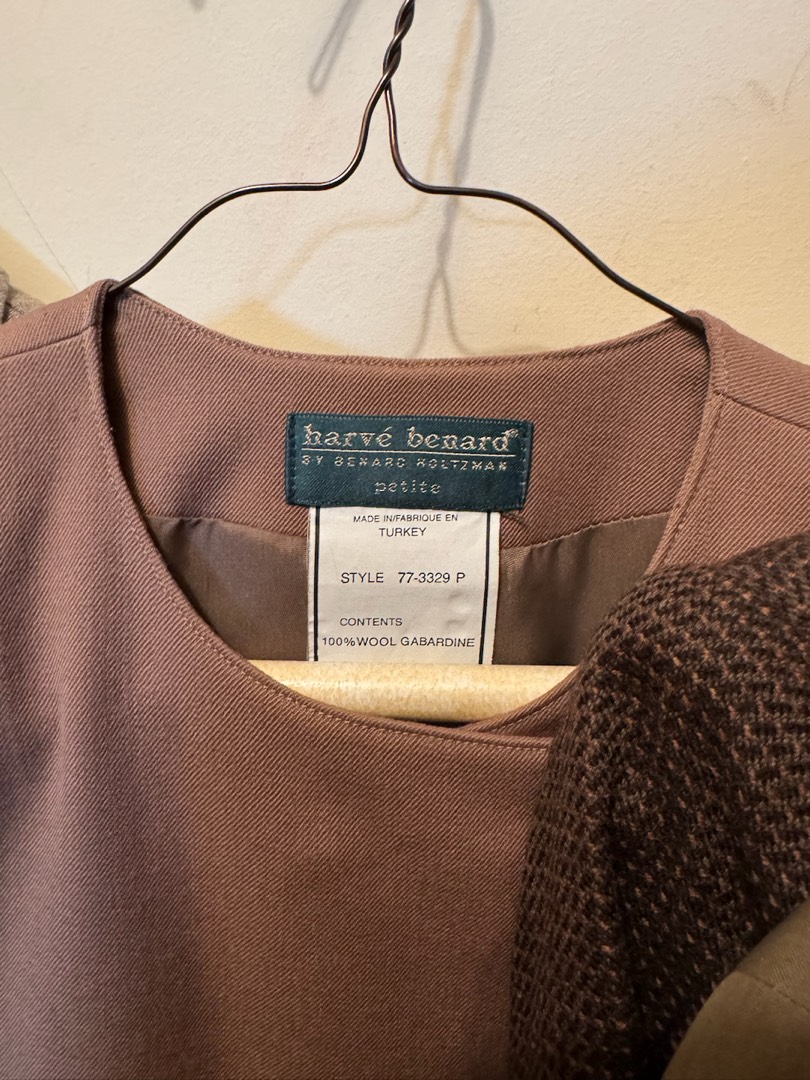 harvé benard®
BY BENARD HOLTZMAN
petite
MADE IN/FABRIQUE EN
TURKEY
STYLE 77-3329 P
CONTENTS
100%WOOL GABARDINE